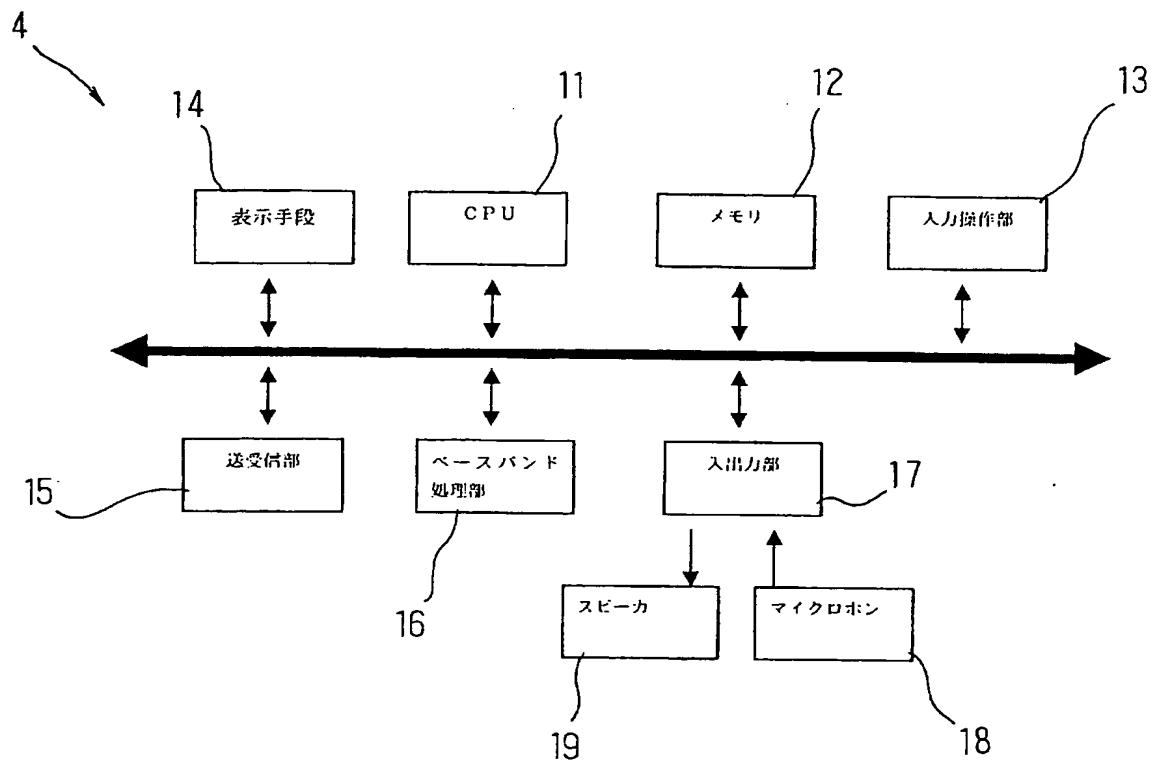 4
14
11
12
13
表示手段
CPU
メモリ
入力操作部
送受信部
ベースバンド
処理部
入出力部
15
17
16
スピーカ
マイクロホン
19
18